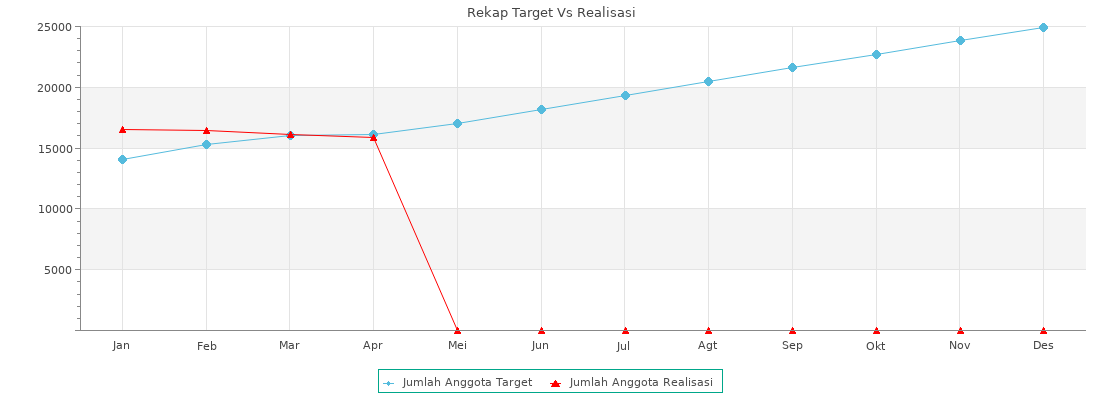 Rekap Target Vs Realisasi
25000
20000
15000
10000
5000
Jan Feb Mar Apr Mei Jun Jul Agt Sep Okt Nov Des
Jumlah Anggota Target Jumlah Anggota Realisasi